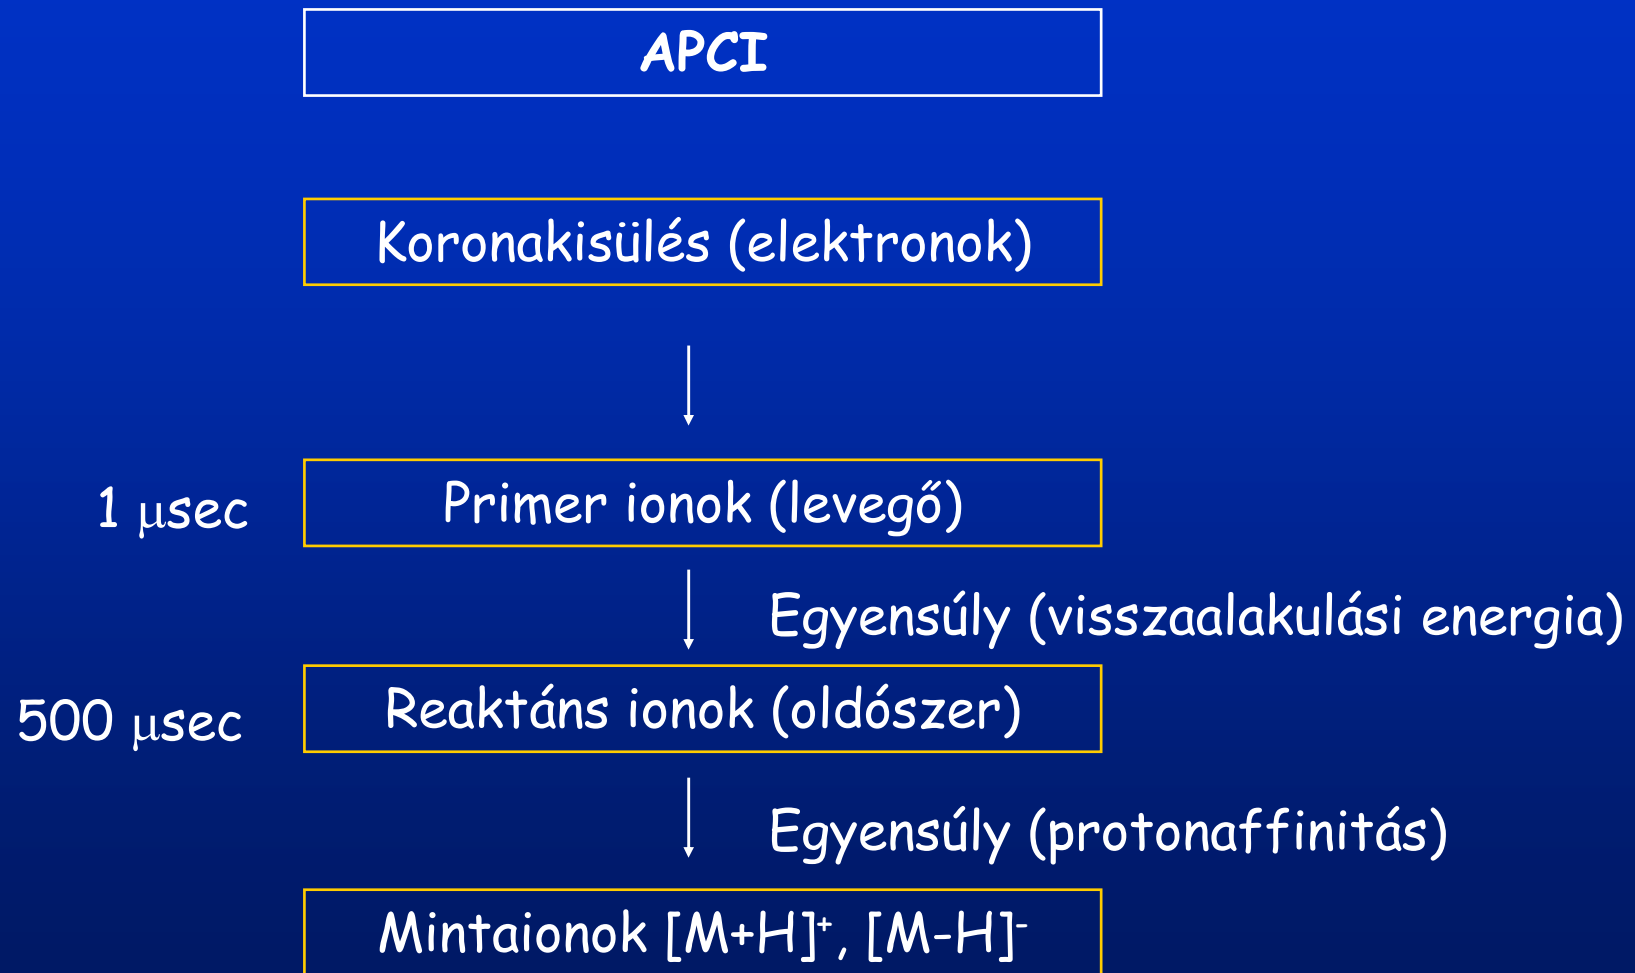 APCI
Koronakisülés (elektronok)
1 μsec
Primer ionok (levegő)
Egyensúly (visszaalakulási energia)
500 μsec
Reaktáns ionok (oldószer)
Egyensúly (protonaffinitás)
Mintaionok [M+H]⁺, [M-H]⁻